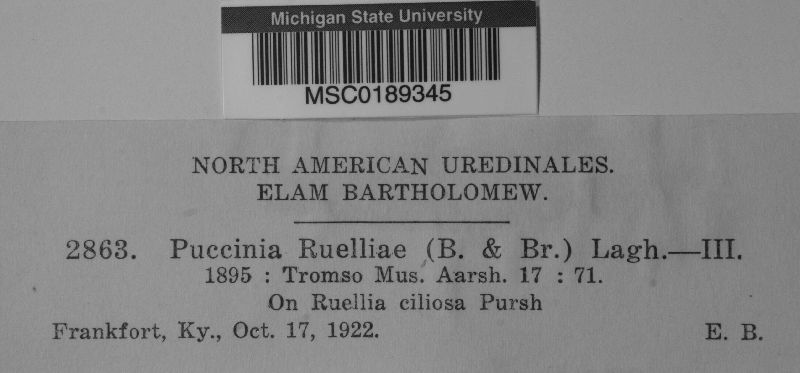 Michigan State University
MSC0189345
NORTH AMERICAN UREDINALES.
ELAM BARTHOLOMEW.
2863. Puccinia Ruelliae (B. & Br.) Lagh.—III.
1895 : Tromso Mus. Aarsh. 17 : 71.
On Ruellia ciliosa Pursh
Frankfort, Ky., Oct. 17, 1922. E. B.